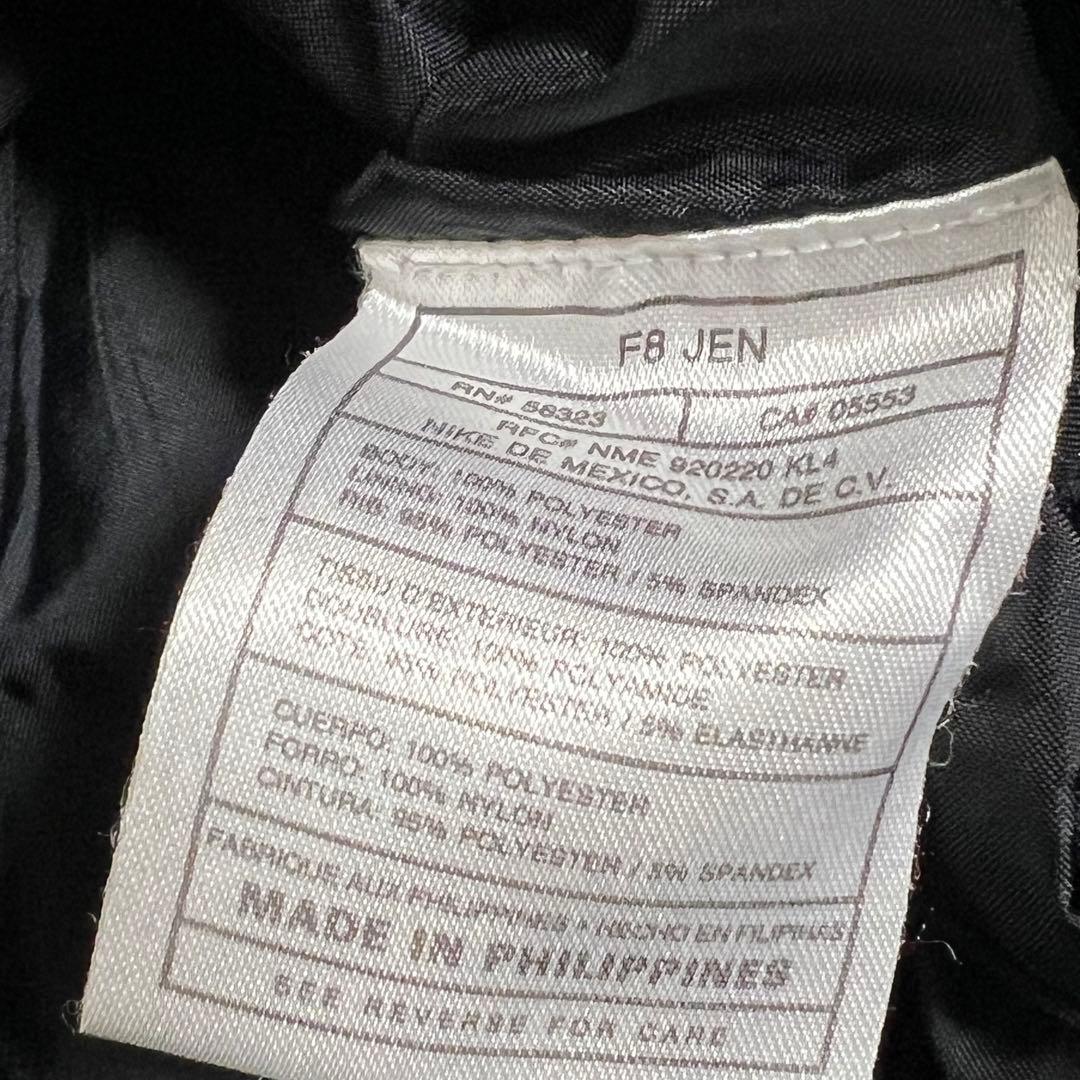 F8 JEN
RN# 56323 CA# 05553
RFC# NME 920220 KL4
NIKE DE MEXICO, S.A. DE C.V.
BODY: 100% POLYESTER
LINING: 100% NYLON
RIB: 95% POLYESTER / 5% SPANDEX
TISSU D'EXTERIEUR: 100% POLYESTER
DOUBLURE: 100% POLYAMIDE
COTE: 95% POLYESTER / 5% ELASTHANNE
CUERPO: 100% POLYESTER
FORRO: 100% NYLON
CINTURA: 95% POLYESTER / 5% SPANDEX
FABRIQUE AUX PHILIPPINES • HECHO EN FILIPINAS
MADE IN PHILIPPINES
SEE REVERSE FOR CARE